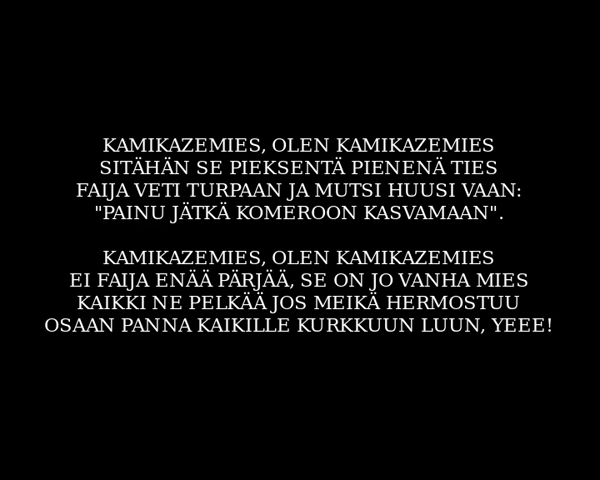 KAMIKAZEMIES, OLEN KAMIKAZEMIES
SITÄHÄN SE PIEKSENTÄ PIENENÄ TIES
FAIJA VETI TURPAAN JA MUTSI HUUSI VAAN:
"PAINU JÄTKÄ KOMEROON KASVAMAAN".

KAMIKAZEMIES, OLEN KAMIKAZEMIES
EI FAIJA ENÄÄ PÄRJÄÄ, SE ON JO VANHA MIES
KAIKKI NE PELKÄÄ JOS MEIKÄ HERMOSTUU
OSAAN PANNA KAIKILLE KURKKUUN LUUN, YEEE!